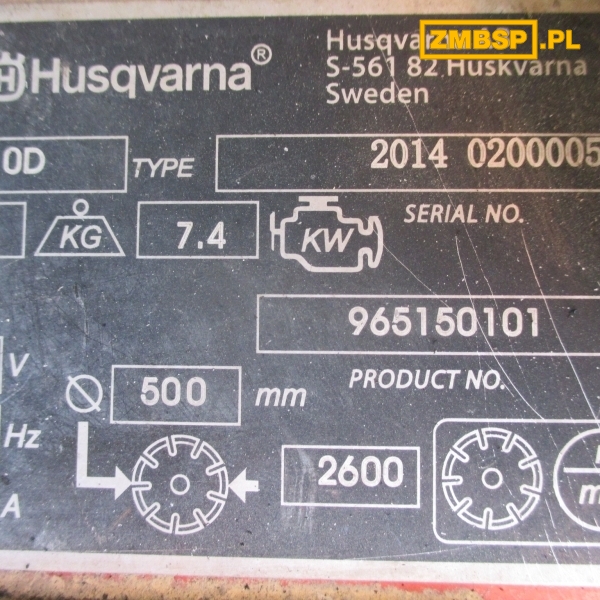 ZMBSP.PL
Husqvarna®
S-561 82 Huskvarna
Sweden
0D TYPE 2014 0200005
KG 7.4 KW SERIAL NO.
965150101
V PRODUCT NO.
Ø 500 mm
Hz
2600
A